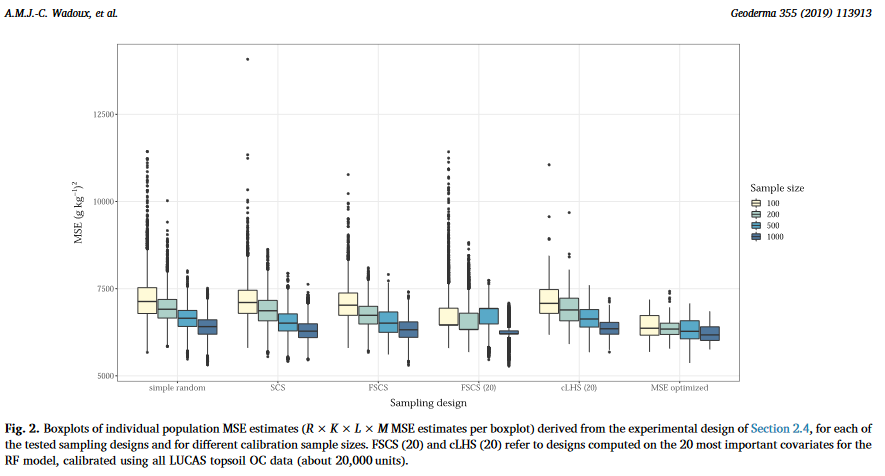 A.M.J.-C. Wadoux, et al.
Geoderma 355 (2019) 113913
12500
10000
7500
5000
MSE (g kg⁻¹)²
simple random
SCS
FSCS
FSCS (20)
cLHS (20)
MSE optimized
Sampling design
Sample size
100
200
500
1000
Fig. 2. Boxplots of individual population MSE estimates (R × K × L × M MSE estimates per boxplot) derived from the experimental design of Section 2.4, for each of
the tested sampling designs and for different calibration sample sizes. FSCS (20) and cLHS (20) refer to designs computed on the 20 most important covariates for the
RF model, calibrated using all LUCAS topsoil OC data (about 20,000 units).